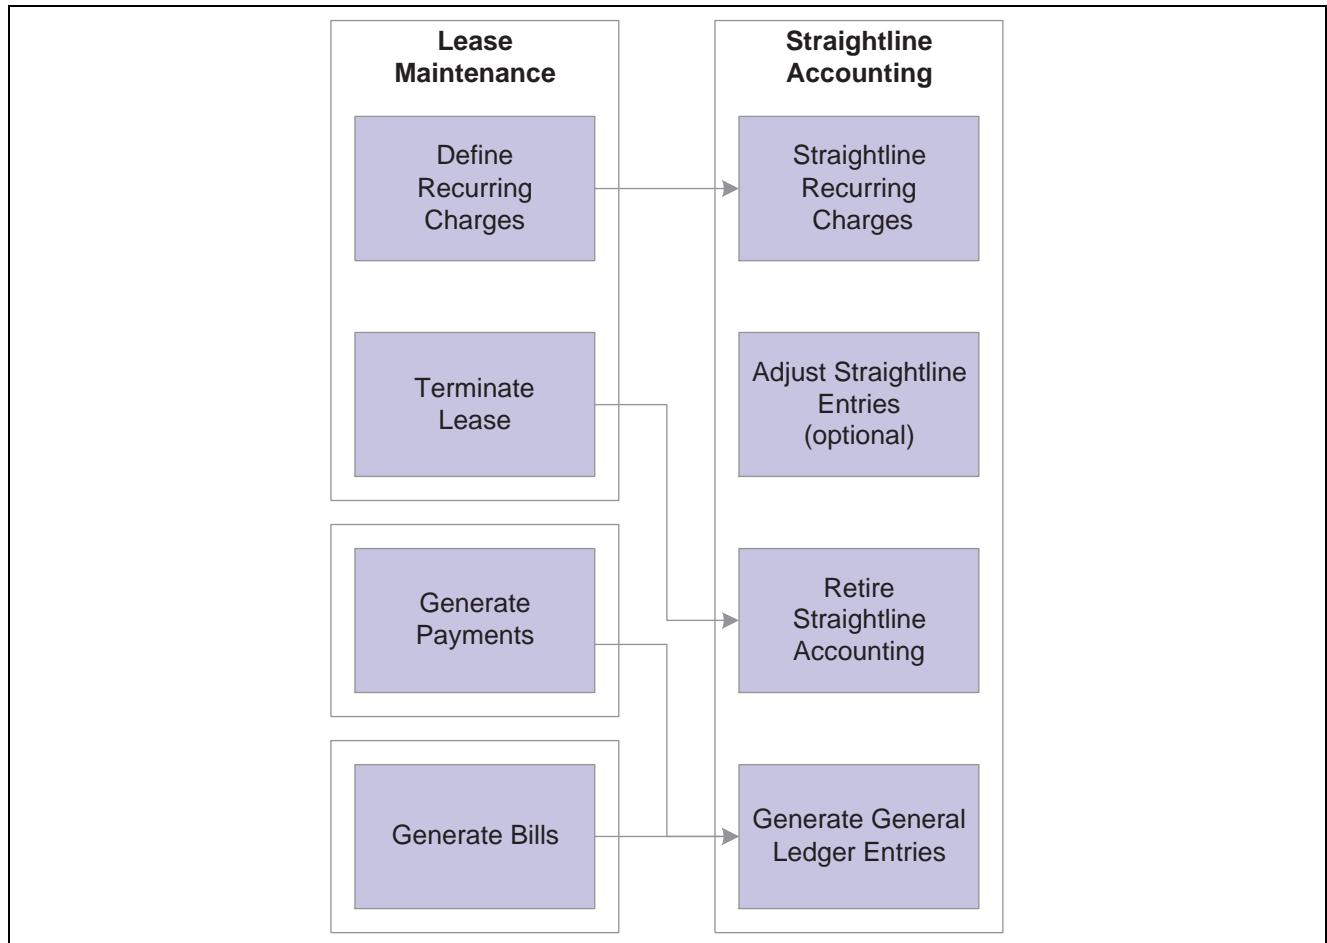 Lease
Maintenance
Define
Recurring
Charges
Terminate
Lease
Generate
Payments
Generate Bills
Straightline
Accounting
Straightline
Recurring
Charges
Adjust Straightline
Entries
(optional)
Retire
Straightline
Accounting
Generate General
Ledger Entries